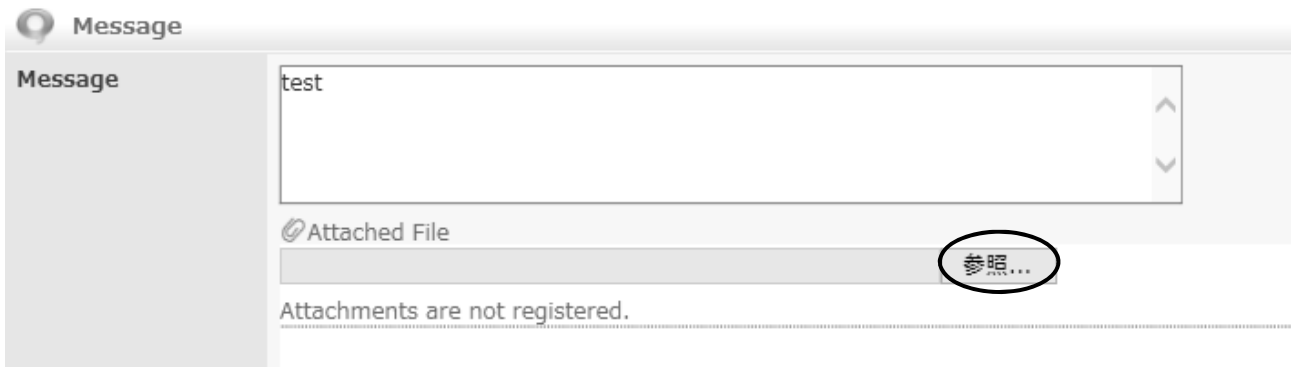 Message
Message
test
Attached File
参照...
Attachments are not registered.